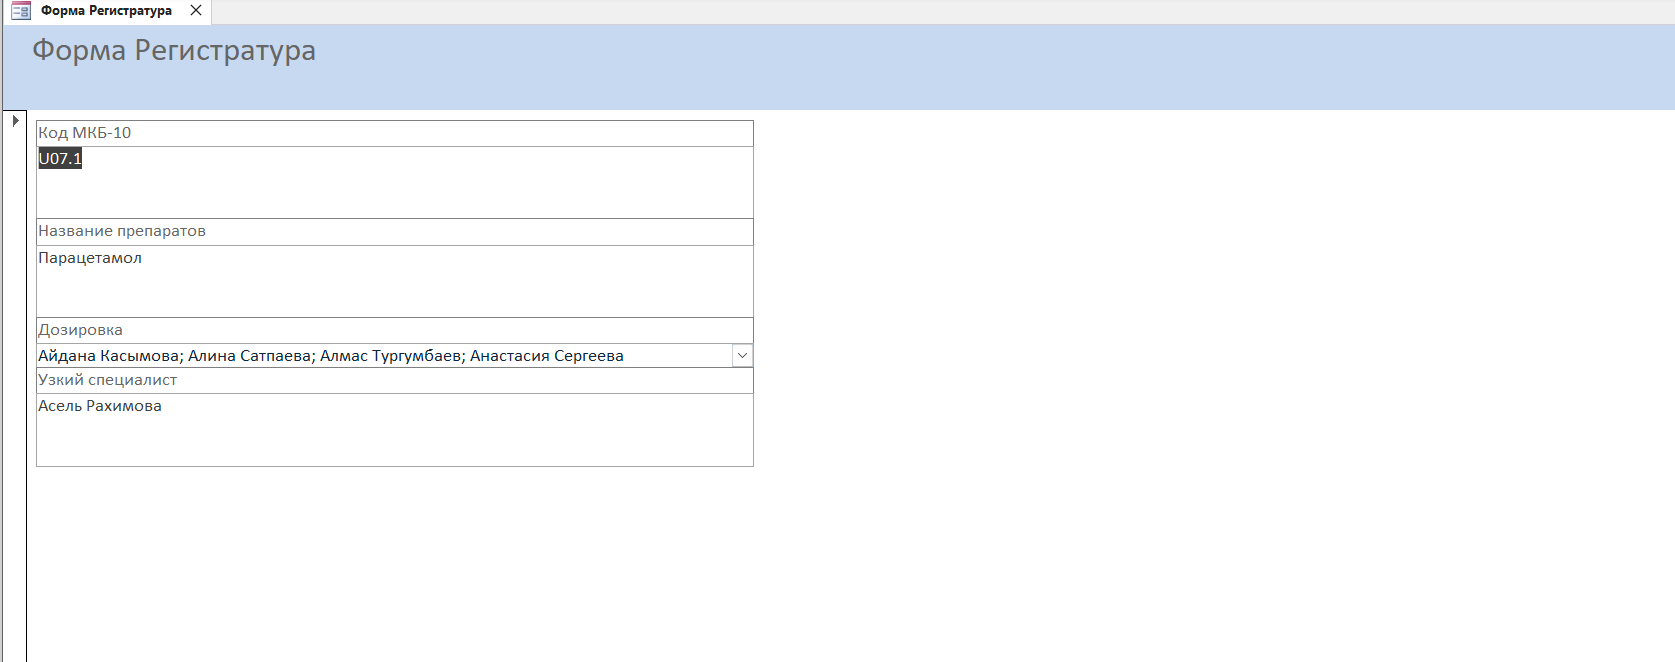 Форма Регистратура
Форма Регистратура
Код МКБ-10
U07.1
Название препаратов
Парацетамол
Дозировка
Айдана Касымова; Алина Сатпаева; Алмас Тургумбаев; Анастасия Сергеева
Узкий специалист
Асель Рахимова